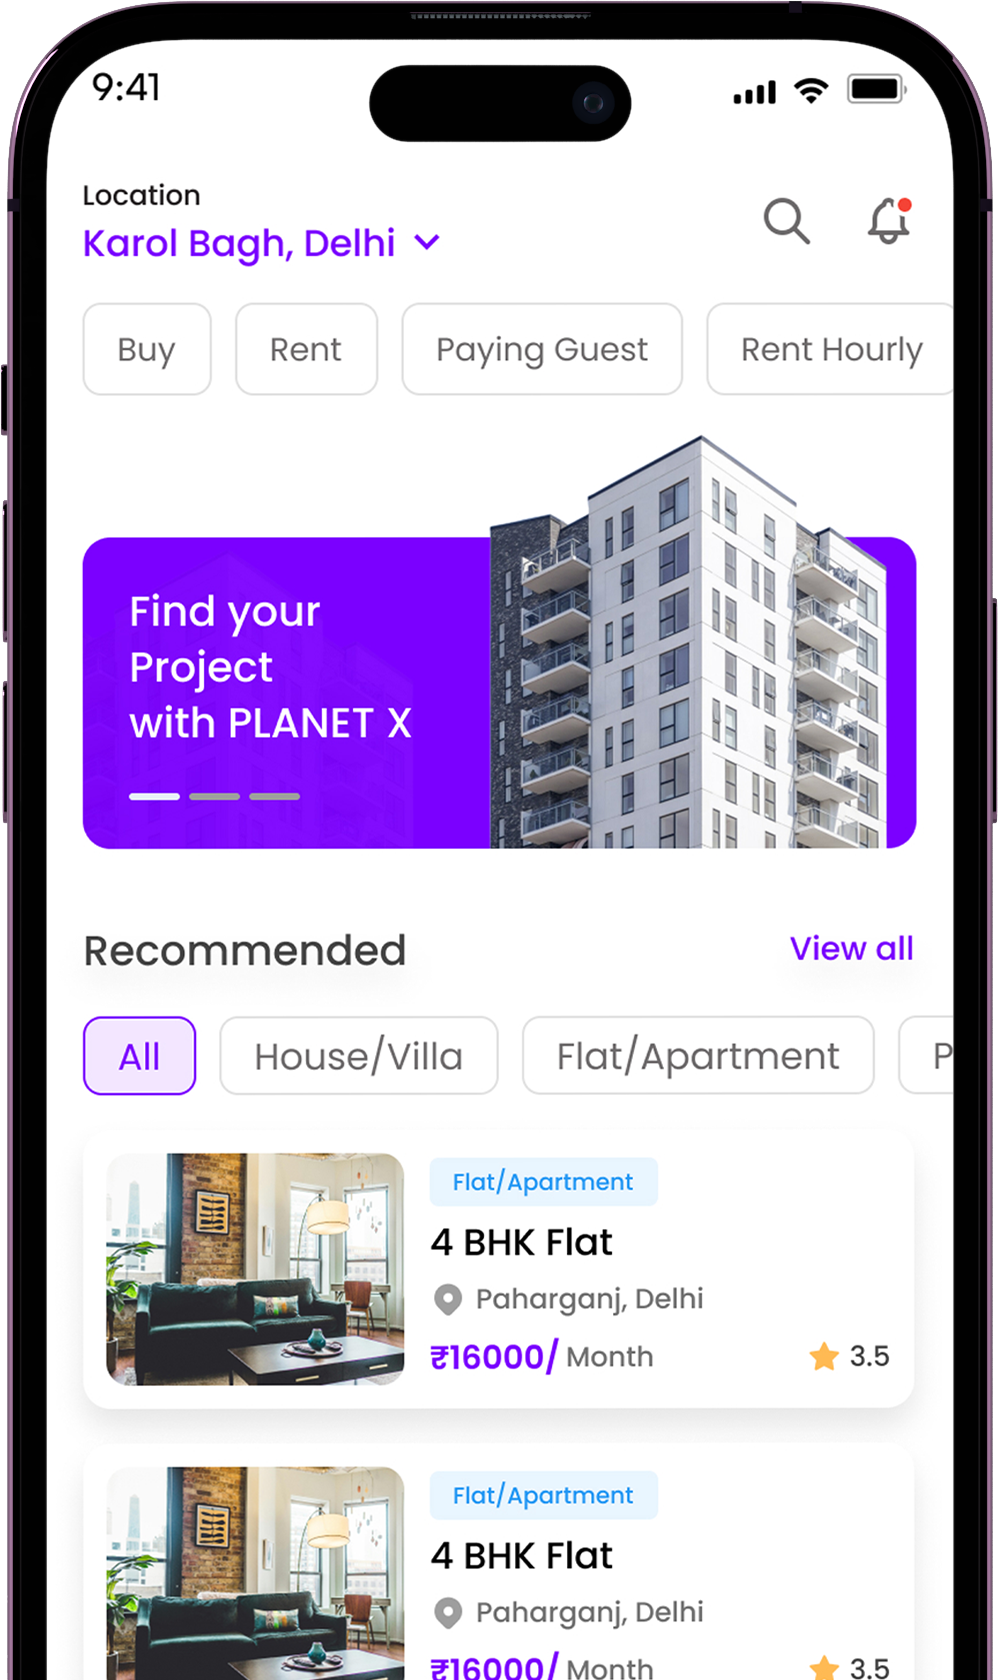 9:41
Location
Karol Bagh, Delhi
Buy
Rent
Paying Guest
Rent Hourly
Find your
Project
with PLANET X
Recommended
View all
All
House/Villa
Flat/Apartment
P
Flat/Apartment
4 BHK Flat
Paharganj, Delhi
₹16000/ Month
3.5
Flat/Apartment
4 BHK Flat
Paharganj, Delhi
₹16000/ Month
3.5